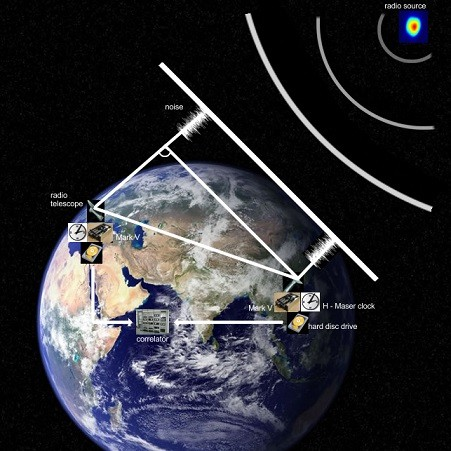 radio source
noise
radio
telescope
Mark V
Mark V
H - Maser clock
hard disc drive
correlator